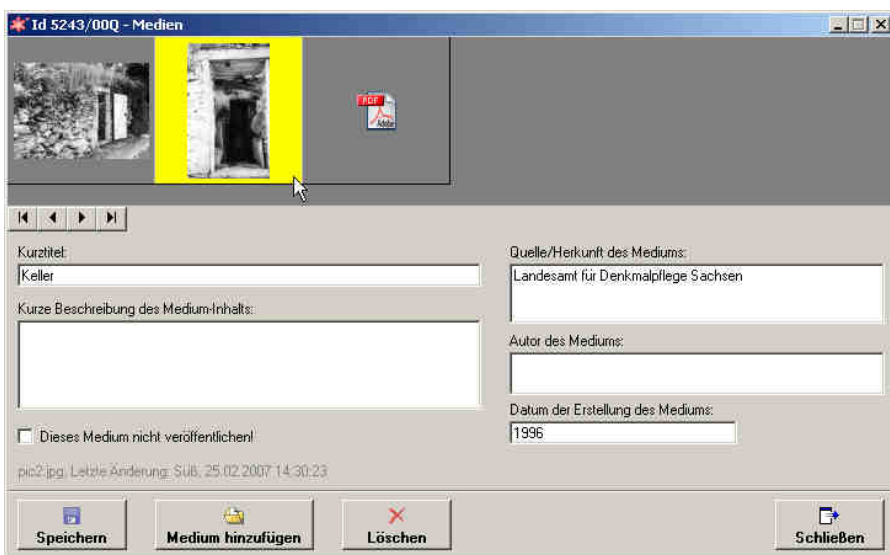 Id 5243/00Q - Medien
PDF
Adobe
Kurztitel:
Keller
Kurze Beschreibung des Medium-Inhalts:
Dieses Medium nicht veröffentlichen!
pic2.jpg, Letzte Änderung: Süß, 25.02.2007 14:30:23
Quelle/Herkunft des Mediums:
Landesamt für Denkmalpflege Sachsen
Autor des Mediums:
Datum der Erstellung des Mediums:
1996
Speichern
Medium hinzufügen
Löschen
Schließen